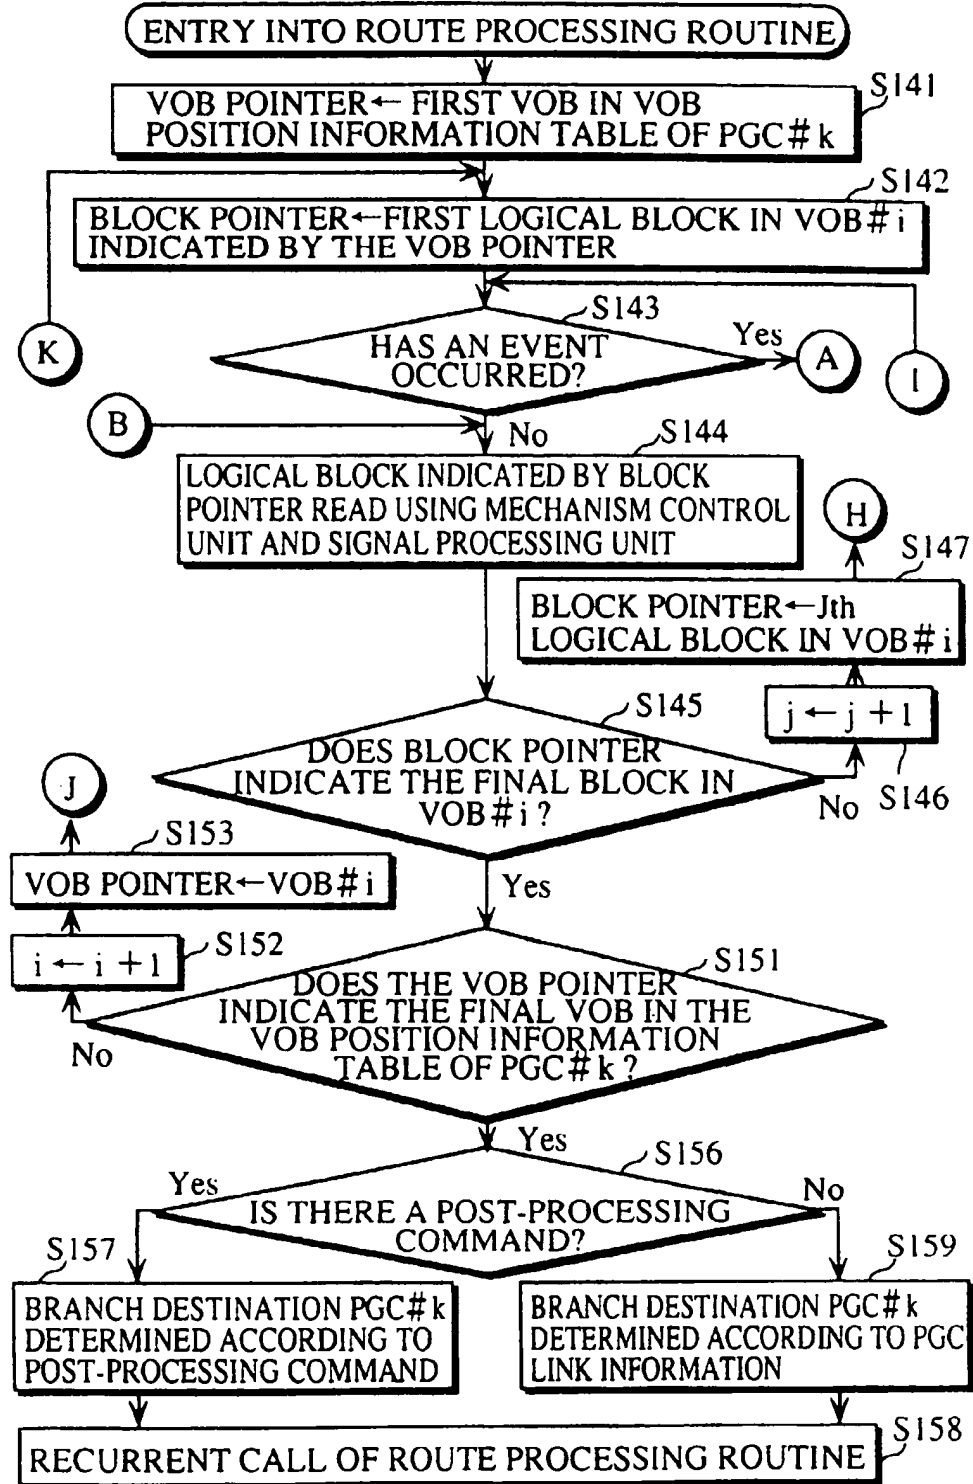 ENTRY INTO ROUTE PROCESSING ROUTINE
S141
VOB POINTER← FIRST VOB IN VOB
POSITION INFORMATION TABLE OF PGC#k
S142
BLOCK POINTER←FIRST LOGICAL BLOCK IN VOB#i
INDICATED BY THE VOB POINTER
S143
HAS AN EVENT
OCCURRED?
Yes
A
K
I
B
No
S144
LOGICAL BLOCK INDICATED BY BLOCK
POINTER READ USING MECHANISM CONTROL
UNIT AND SIGNAL PROCESSING UNIT
H
S147
BLOCK POINTER←Jth
LOGICAL BLOCK IN VOB#i
j ← j +1
S146
S145
DOES BLOCK POINTER
INDICATE THE FINAL BLOCK IN
VOB#i ?
No
Yes
J
S153
VOB POINTER←VOB#i
S152
i ← i +1
No
S151
DOES THE VOB POINTER
INDICATE THE FINAL VOB IN THE
VOB POSITION INFORMATION
TABLE OF PGC#k ?
Yes
S156
Yes
No
IS THERE A POST-PROCESSING
COMMAND?
S157
BRANCH DESTINATION PGC#k
DETERMINED ACCORDING TO
POST-PROCESSING COMMAND
S159
BRANCH DESTINATION PGC#k
DETERMINED ACCORDING TO PGC
LINK INFORMATION
S158
RECURRENT CALL OF ROUTE PROCESSING ROUTINE